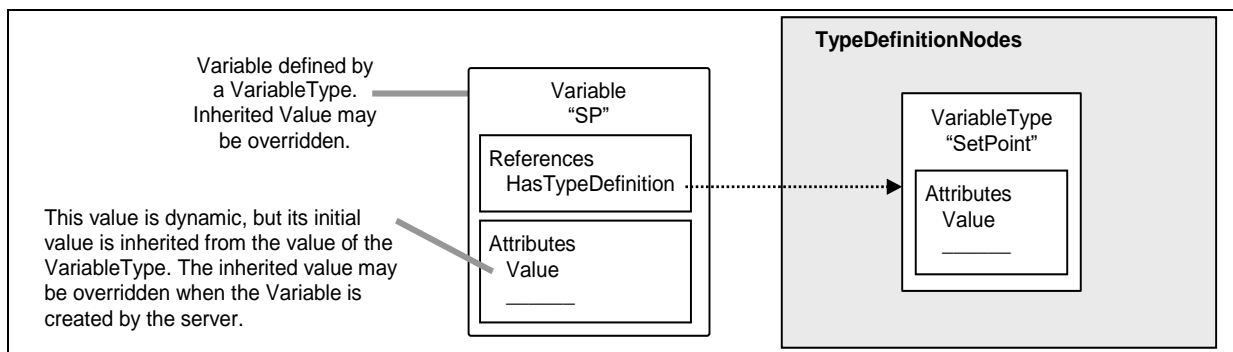 Variable defined by
a VariableType.
Inherited Value may
be overridden.
This value is dynamic, but its initial
value is inherited from the value of the
VariableType. The inherited value may
be overridden when the Variable is
created by the server.
Variable
“SP”
References
HasTypeDefinition
Attributes
Value
______
TypeDefinitionNodes
VariableType
“SetPoint”
Attributes
Value
______